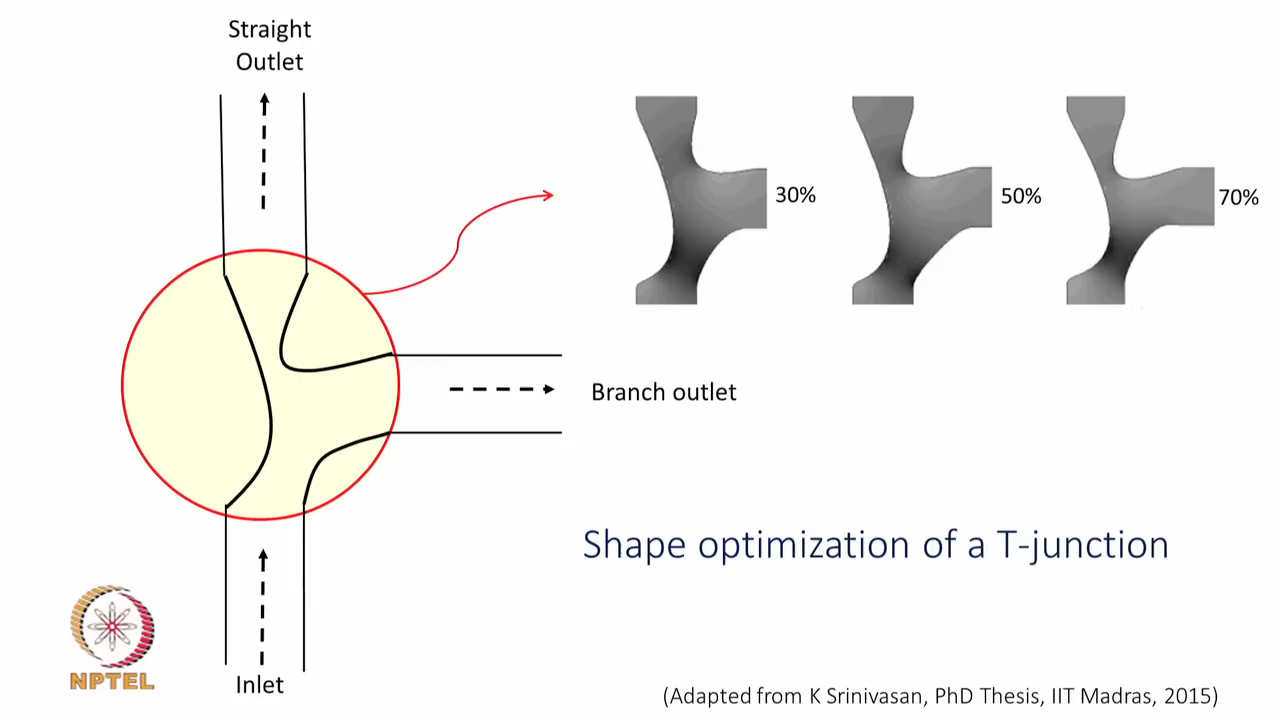 Straight
Outlet
30%
50%
70%
Branch outlet
Shape optimization of a T-junction
NPTEL
Inlet
(Adapted from K Srinivasan, PhD Thesis, IIT Madras, 2015)